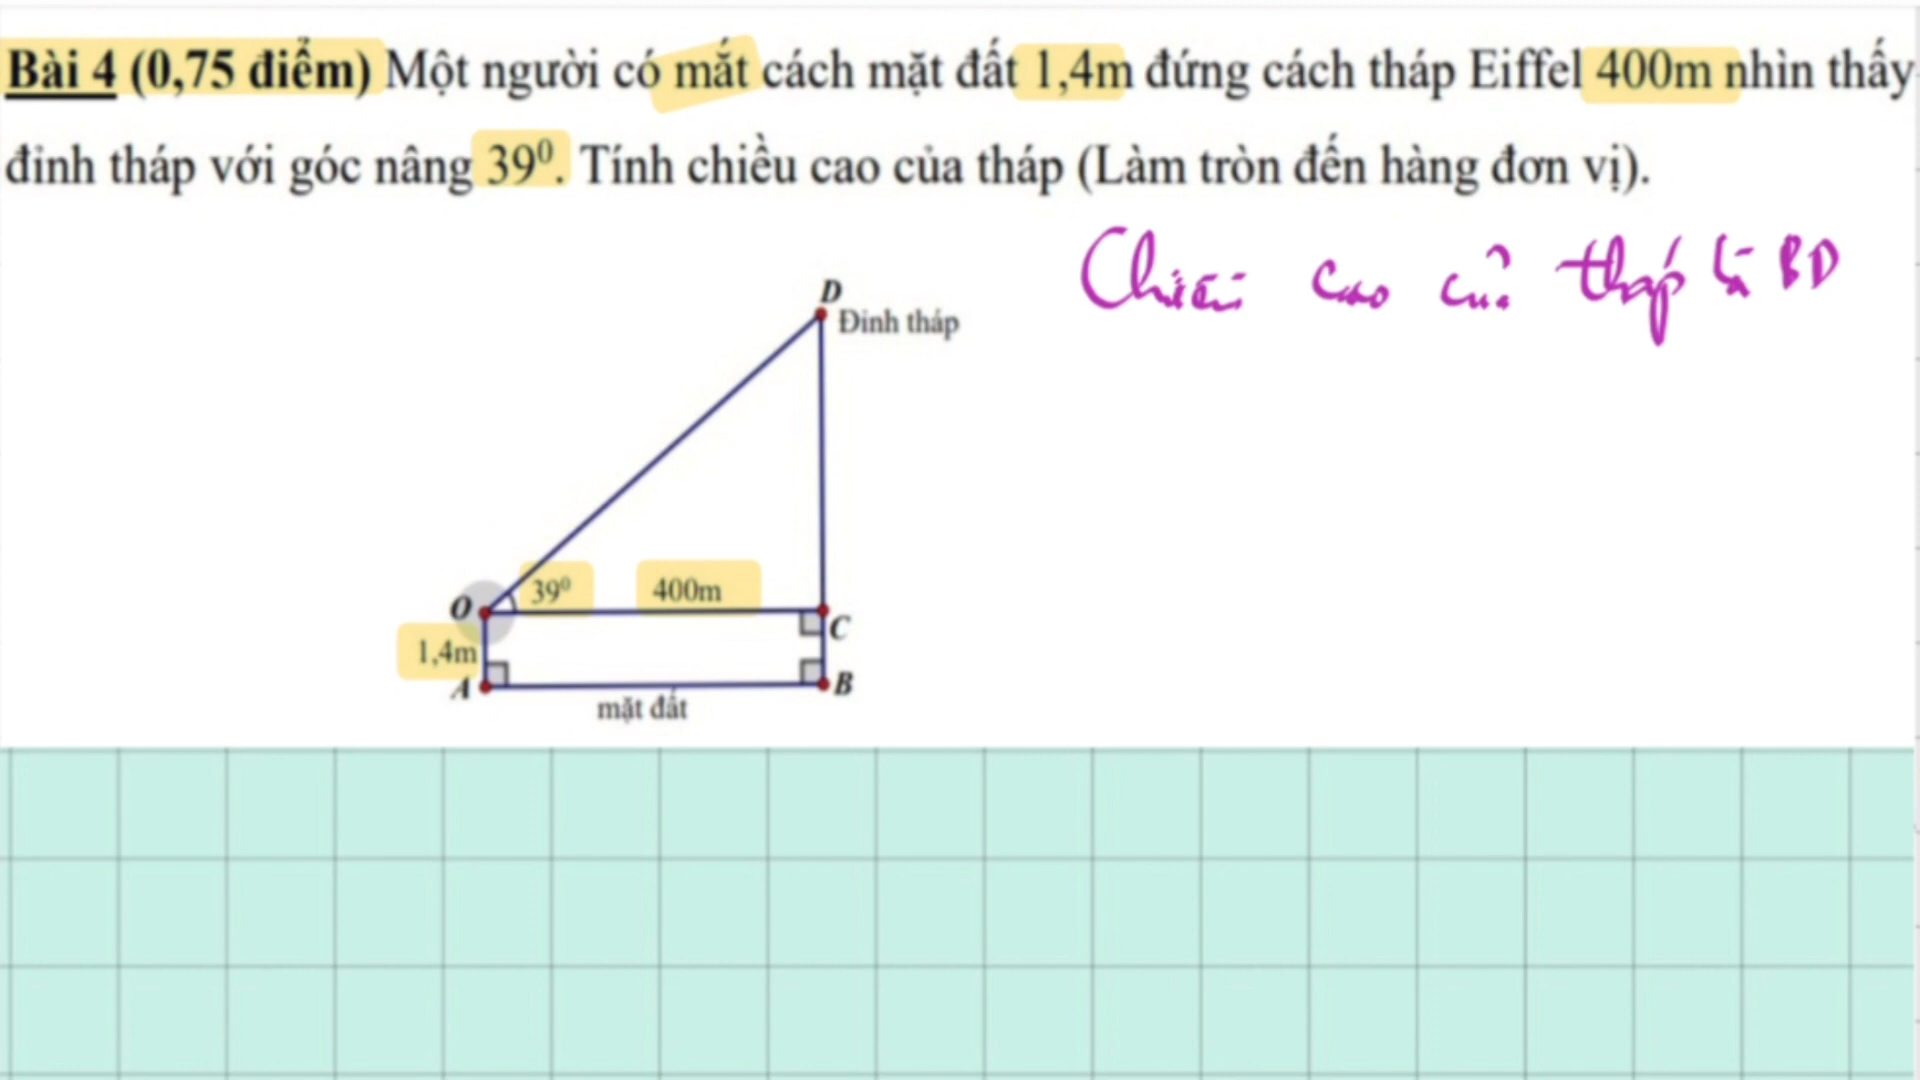 Bài 4 (0,75 điểm) Một người có mắt cách mặt đất 1,4m đứng cách tháp Eiffel 400m nhìn thấy
đỉnh tháp với góc nâng 39⁰. Tính chiều cao của tháp (Làm tròn đến hàng đơn vị).
Chiều cao của tháp là BD
D
Đỉnh tháp
39⁰
400m
O
C
1,4m
A
B
mặt đất